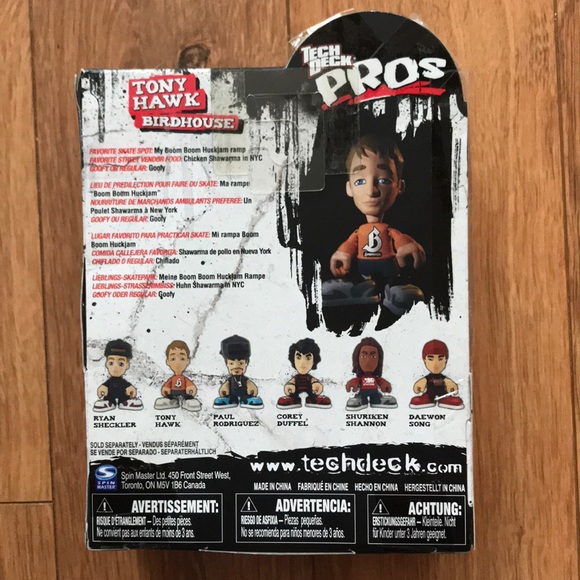 TECH DECK PROS
TONY HAWK
BIRDHOUSE
FAVORITE SKATE SPOT: My Boom Boom Huckjam ramp
FAVORITE STREET VENDOR FOOD: Chicken Shawarma in NYC
GOOFY OU REGULAR: Goofy
LIEU DE PREDILECTION POUR FAIRE DU SKATE: Ma rampe
"Boom Boom Huckjam"
NOURRITURE DE MARCHANDS AMBULANTS PREFEREE: Un
Poulet Shawarma à New York
GOOFY OU REGULAR: Goofy
LUGAR FAVORITO PARA PRACTICAR SKATE: Mi rampa Boom
Boom Huckjam
COMIDA CALLEJERA FAVORITA: Shawarma de pollo en Nueva York
CHIFLADO O REGULAR: Chiflado
LIEBLINGS-SKATEPARK: Meine Boom Boom Huckjam Rampe
LIEBLINGS-STRASSENIMBISS: Huhn Shawarma in NYC
GOOFY ODER REGULAR: Goofy
B
RYAN SHECKLER
TONY HAWK
PAUL RODRIGUEZ
COREY DUFFEL
SHURIKEN SHANNON
DAEWON SONG
SOLD SEPARATELY - VENDUS SÉPARÉMENT
SE VENDE POR SEPARADO - SEPARATERHÄLTLICH
www.techdeck.com
SPIN MASTER
Spin Master Ltd. 450 Front Street West,
Toronto, ON M5V 1B6 Canada
MADE IN CHINA FABRIQUÉ EN CHINE HECHO EN CHINA HERGESTELLT IN CHINA
AVERTISSEMENT:
RISQUE D'ÉTRANGLEMENT – Des petites pièces.
Ne convient pas aux enfants de moins de 3 ans.
ADVERTENCIA:
RIESGO DE ASFIXIA – Piezas pequeñas.
No se recomienda para niños menores de 3 años.
ACHTUNG:
ERSTICKUNGSGEFAHR – Kleinteile. Nicht
für Kinder unter 3 Jahren geeignet.